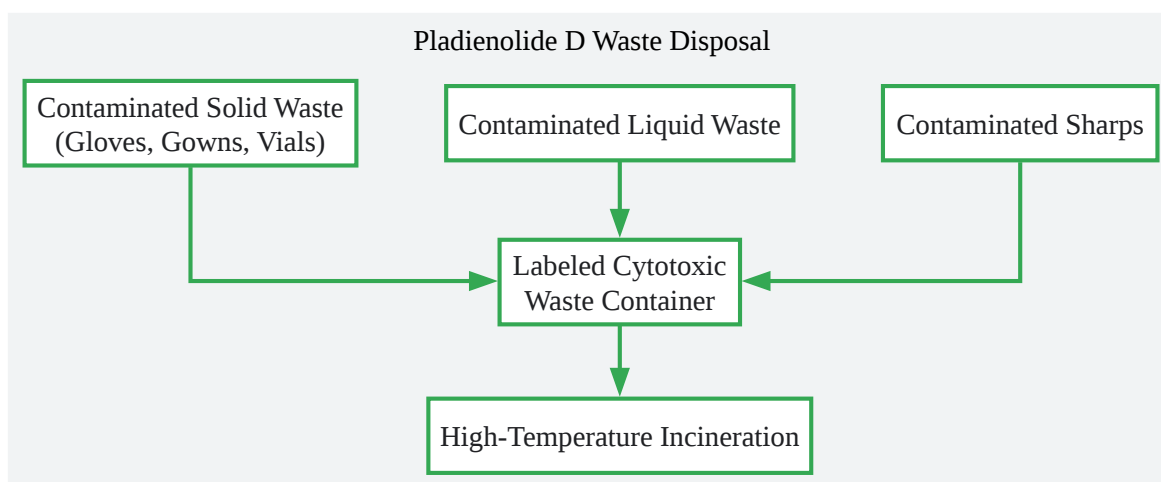 Pladienolide D Waste Disposal
Contaminated Solid Waste
(Gloves, Gowns, Vials)
Contaminated Liquid Waste
Contaminated Sharps
Labeled Cytotoxic
Waste Container
High-Temperature Incineration